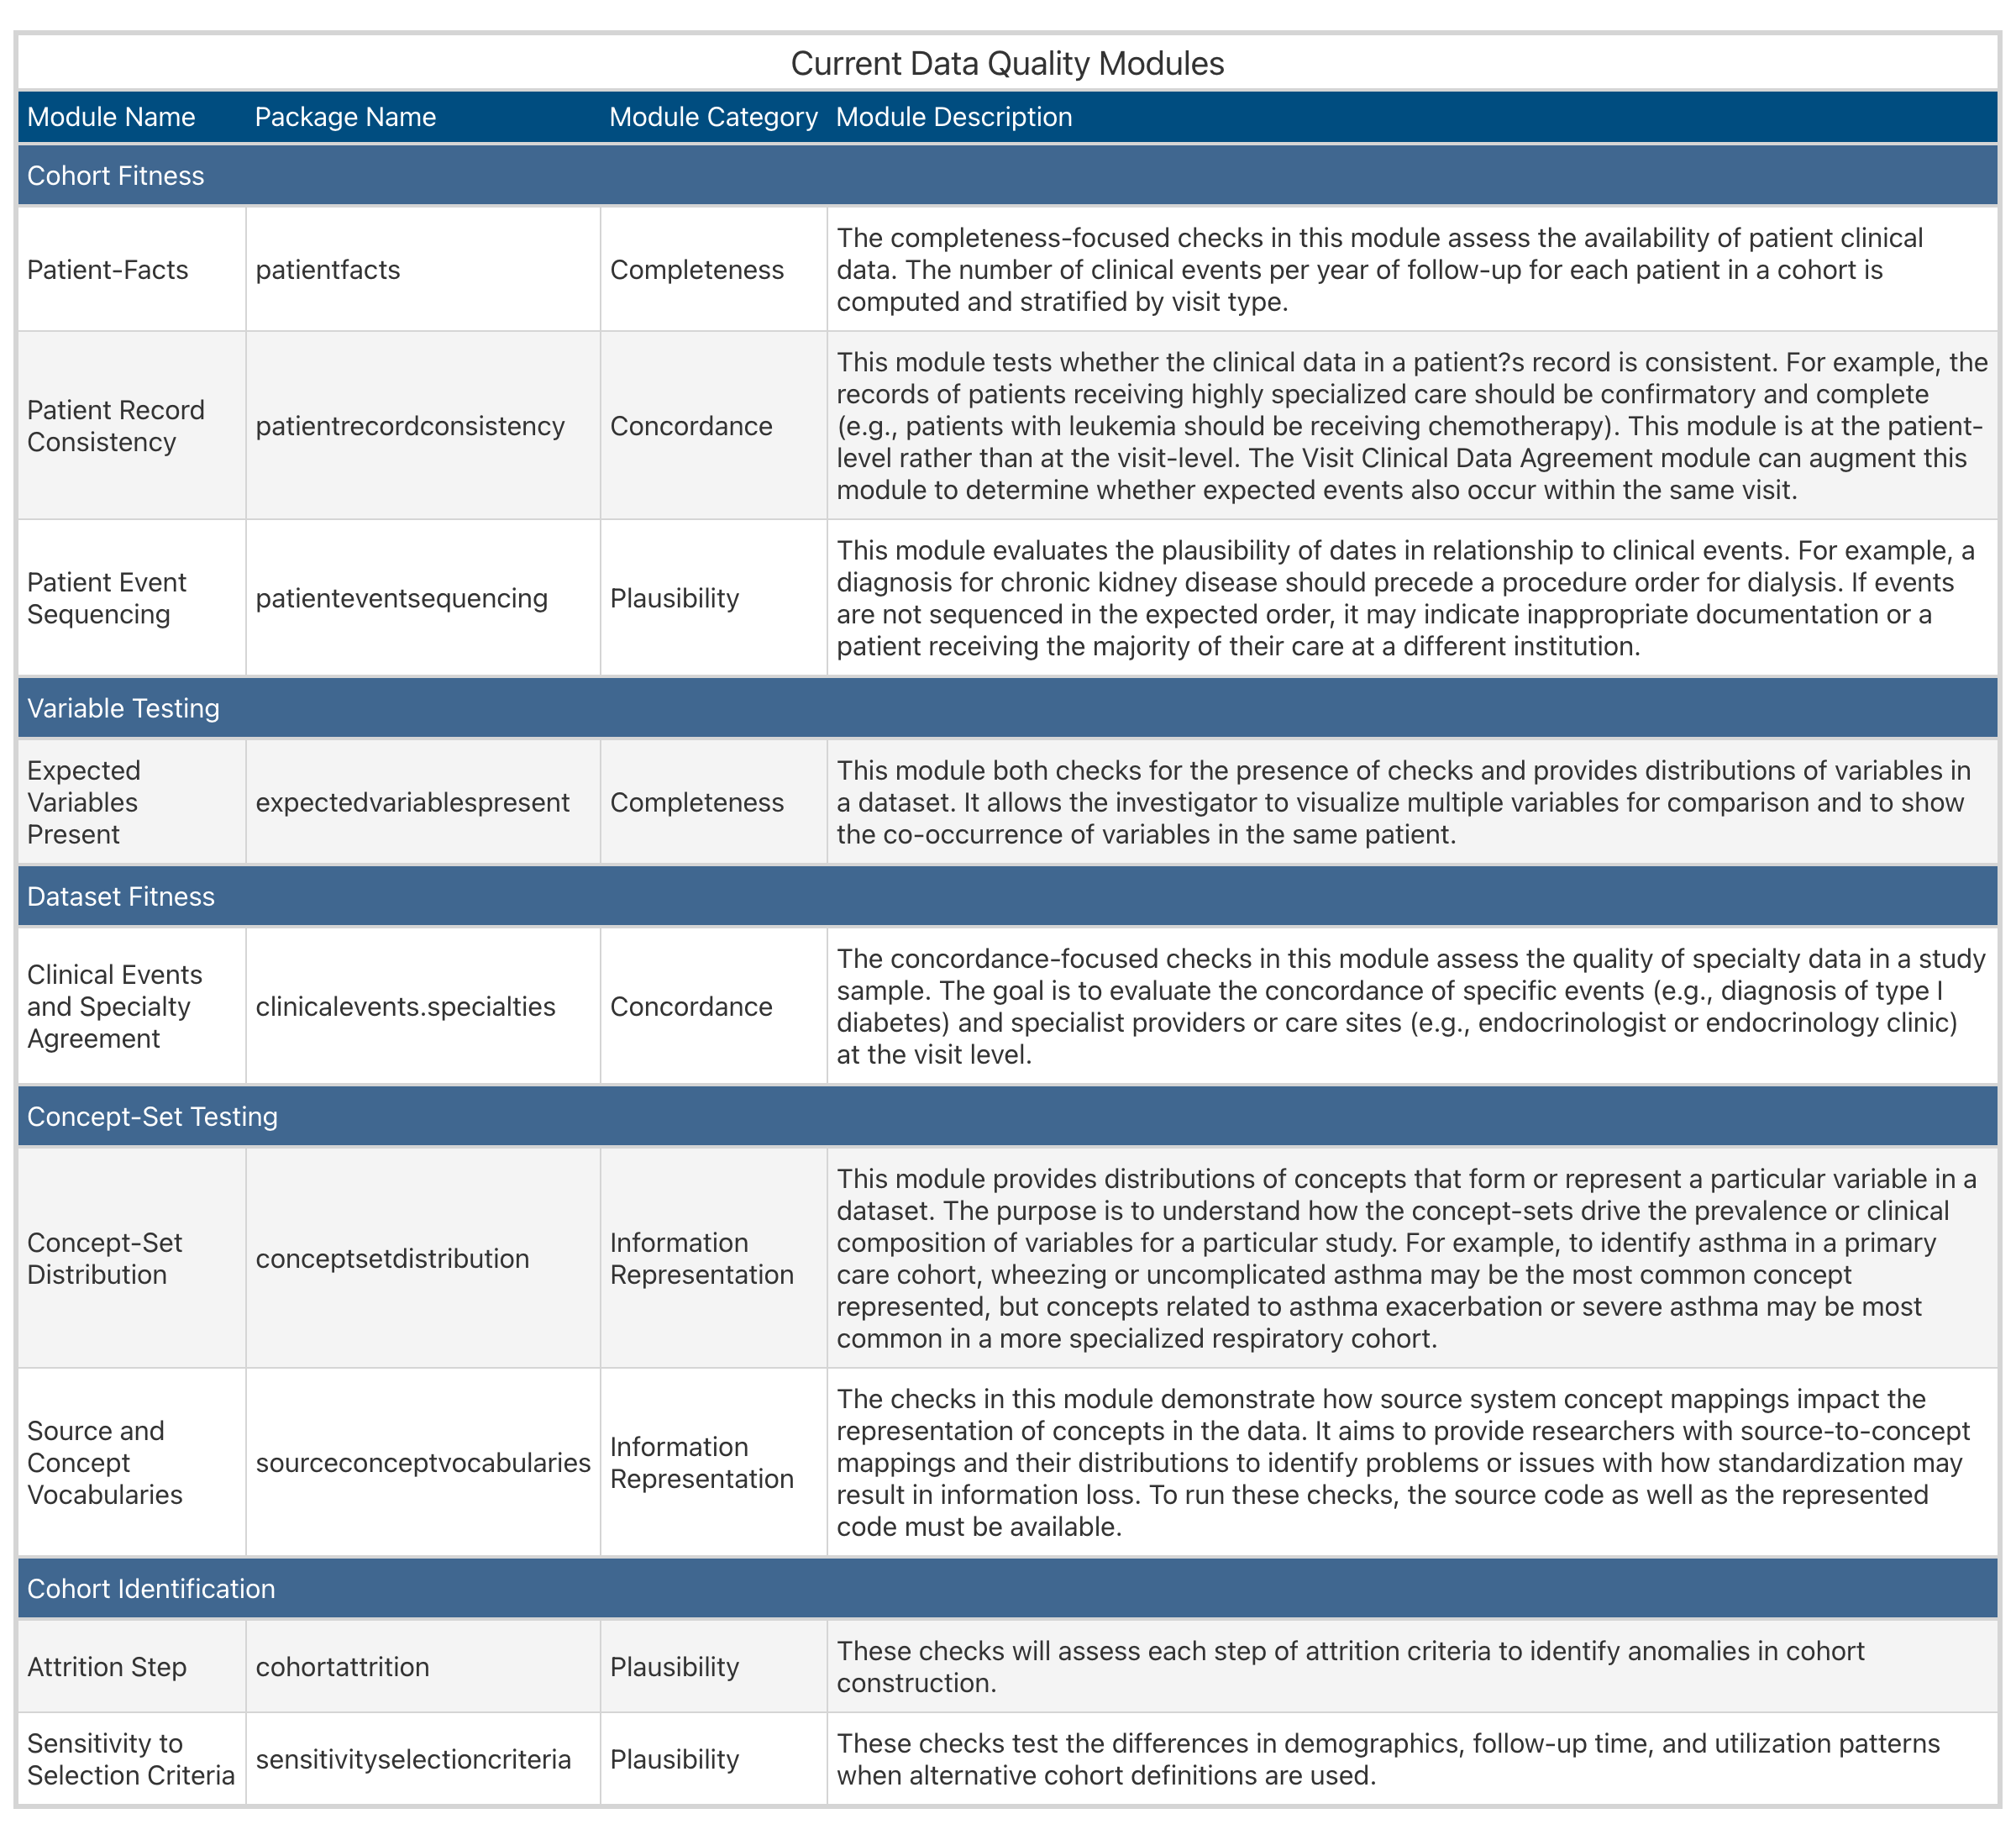 Current Data Quality Modules
Module Name Package Name Module Category Module Description
Cohort Fitness
Patient-Facts
patientfacts
Completeness
The completeness-focused checks in this module assess the availability of patient clinical
data. The number of clinical events per year of follow-up for each patient in a cohort is
computed and stratified by visit type.
Patient Record
Consistency
patientrecordconsistency
Concordance
This module tests whether the clinical data in a patient?s record is consistent. For example, the
records of patients receiving highly specialized care should be confirmatory and complete
(e.g., patients with leukemia should be receiving chemotherapy). This module is at the patient-
level rather than at the visit-level. The Visit Clinical Data Agreement module can augment this
module to determine whether expected events also occur within the same visit.
Patient Event
Sequencing
patienteventsequencing
Plausibility
This module evaluates the plausibility of dates in relationship to clinical events. For example, a
diagnosis for chronic kidney disease should precede a procedure order for dialysis. If events
are not sequenced in the expected order, it may indicate inappropriate documentation or a
patient receiving the majority of their care at a different institution.
Variable Testing
Expected
Variables
Present
expectedvariablespresent
Completeness
This module both checks for the presence of checks and provides distributions of variables in
a dataset. It allows the investigator to visualize multiple variables for comparison and to show
the co-occurrence of variables in the same patient.
Dataset Fitness
Clinical Events
and Specialty
Agreement
clinicalevents.specialties
Concordance
The concordance-focused checks in this module assess the quality of specialty data in a study
sample. The goal is to evaluate the concordance of specific events (e.g., diagnosis of type I
diabetes) and specialist providers or care sites (e.g., endocrinologist or endocrinology clinic)
at the visit level.
Concept-Set Testing
Concept-Set
Distribution
conceptsetdistribution
Information
Representation
This module provides distributions of concepts that form or represent a particular variable in a
dataset. The purpose is to understand how the concept-sets drive the prevalence or clinical
composition of variables for a particular study. For example, to identify asthma in a primary
care cohort, wheezing or uncomplicated asthma may be the most common concept
represented, but concepts related to asthma exacerbation or severe asthma may be most
common in a more specialized respiratory cohort.
Source and
Concept
Vocabularies
sourceconceptvocabularies
Information
Representation
The checks in this module demonstrate how source system concept mappings impact the
representation of concepts in the data. It aims to provide researchers with source-to-concept
mappings and their distributions to identify problems or issues with how standardization may
result in information loss. To run these checks, the source code as well as the represented
code must be available.
Cohort Identification
Attrition Step
cohortattrition
Plausibility
These checks will assess each step of attrition criteria to identify anomalies in cohort
construction.
Sensitivity to
Selection Criteria
sensitivityselectioncriteria
Plausibility
These checks test the differences in demographics, follow-up time, and utilization patterns
when alternative cohort definitions are used.